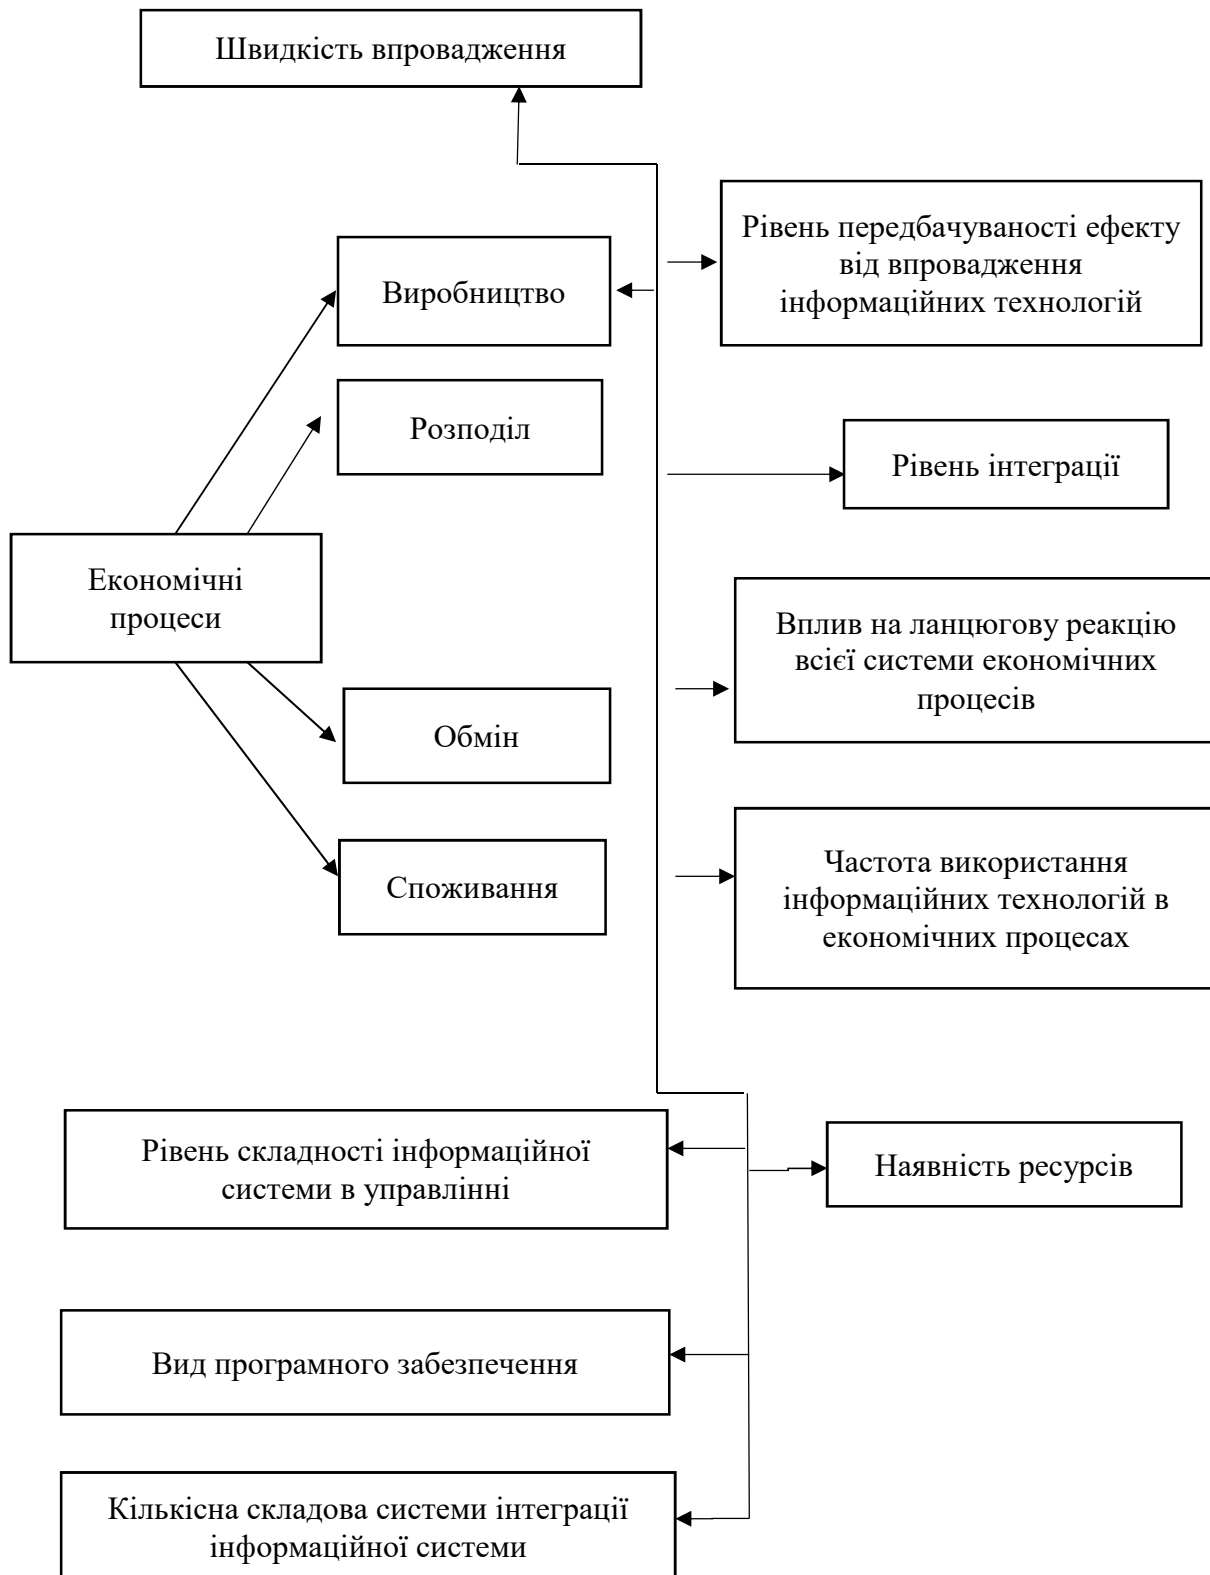 Швидкість впровадження
Рівень передбачуваності ефекту
від впровадження
інформаційних технологій
Виробництво
Розподіл
Рівень інтеграції
Економічні
процеси
Вплив на ланцюгову реакцію
всієї системи економічних
процесів
Обмін
Частота використання
інформаційних технологій в
економічних процесах
Споживання
Рівень складності інформаційної
системи в управлінні
Наявність ресурсів
Вид програмного забезпечення
Кількісна складова системи інтеграції
інформаційної системи